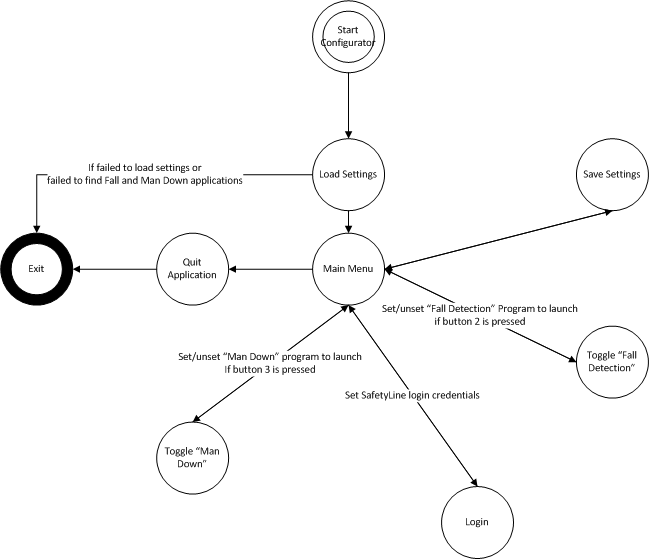 Start
Configurator
If failed to load settings or
failed to find Fall and Man Down applications
Load Settings
Save Settings
Exit
Quit
Application
Main Menu
Set/unset “Fall Detection” Program to launch
if button 2 is pressed
Set/unset “Man Down” program to launch
If button 3 is pressed
Toggle “Fall
Detection”
Set SafetyLine login credentials
Toggle “Man
Down”
Login